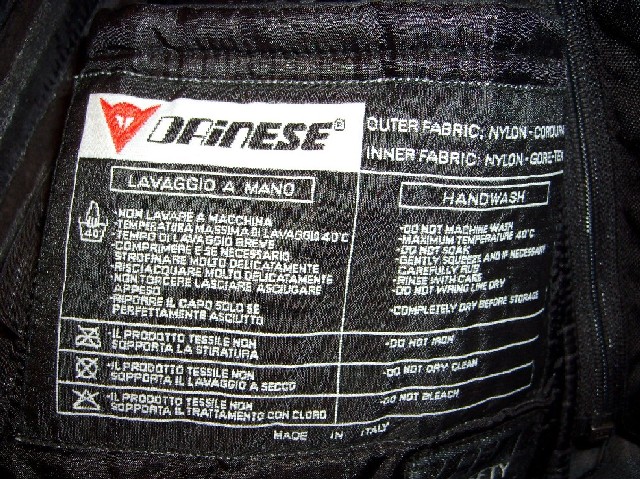 DAINESE®
OUTER FABRIC: NYLON-CORDURA
INNER FABRIC: NYLON-GORE-TEX
LAVAGGIO A MANO
HANDWASH
40°
NON LAVARE A MACCHINA
TEMPERATURA MASSIMA DI LAVAGGIO 40°C
TEMPO DI LAVAGGIO BREVE
COMPRIMERE SE NECESSARIO
STROFINARE MOLTO DELICATAMENTE
-RISCIACQUARE MOLTO DELICATAMENTE
NON TORCERE LASCIARE ASCIUGARE
APPESO
-RIPORRE IL CAPO SOLO SE
PERFETTAMENTE ASCIUTTO
-DO NOT MACHINE WASH
-MAXIMUM TEMPERATURE 40°C
-DO NOT SOAK
-GENTLY SQUEEZE AND IF NECESSARY
CAREFULLY RUB
-RINSE SWIFTLY
-DO NOT WRING LINE DRY
-COMPLETELY DRY BEFORE STORAGE
-IL PRODOTTO TESSILE NON
SUPPORTA LA STIRATURA
-DO NOT IRON
-IL PRODOTTO TESSILE NON
SUPPORTA IL LAVAGGIO A SECCO
-DO NOT DRY CLEAN
-IL PRODOTTO TESSILE NON
SUPPORTA IL TRATTAMENTO CON CLORO
-DO NOT BLEACH
MADE IN ITALY